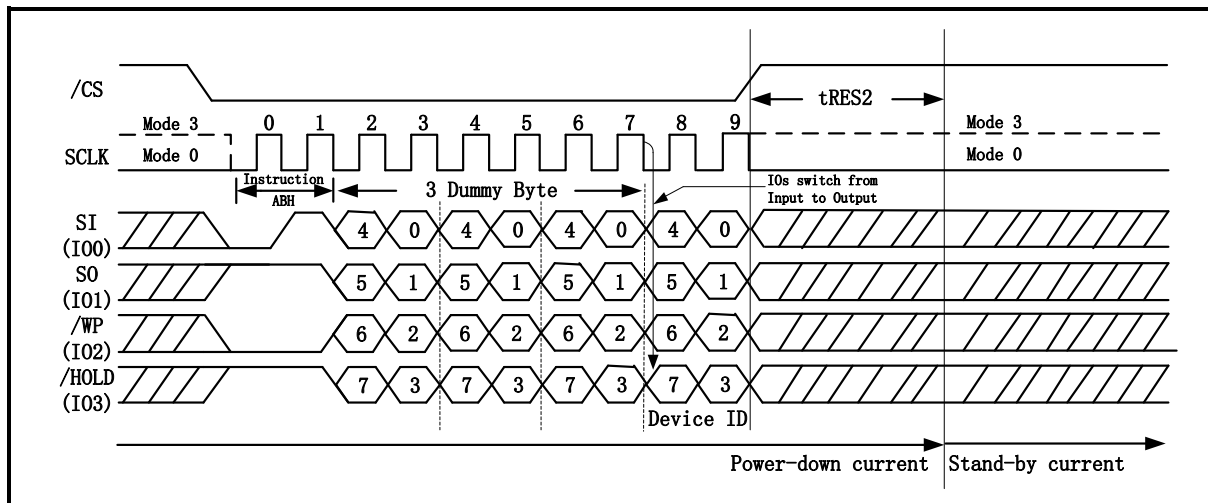 /CS
tRES2
0 1 2 3 4 5 6 7 8 9
Mode 3
Mode 3
SCLK
Mode 0
Mode 0
Instruction
ABH
3 Dummy Byte
IOs switch from
Input to Output
SI
(IO0)
4 0 4 0 4 0 4 0
SO
(IO1)
5 1 5 1 5 1 5 1
/WP
(IO2)
6 2 6 2 6 2 6 2
/HOLD
(IO3)
7 3 7 3 7 3 7 3
Device ID
Power-down current
Stand-by current